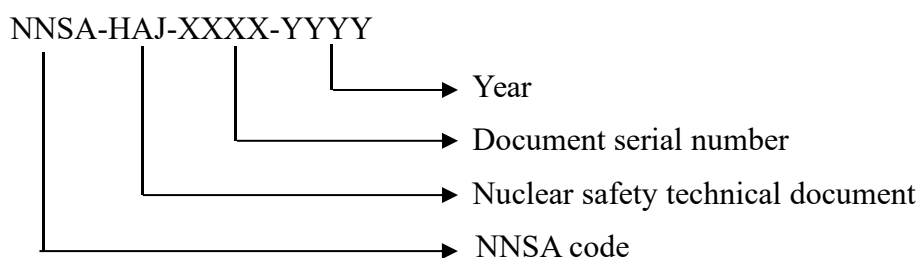 NNSA-HAJ-XXXX-YYYY
Year
Document serial number
Nuclear safety technical document
NNSA code